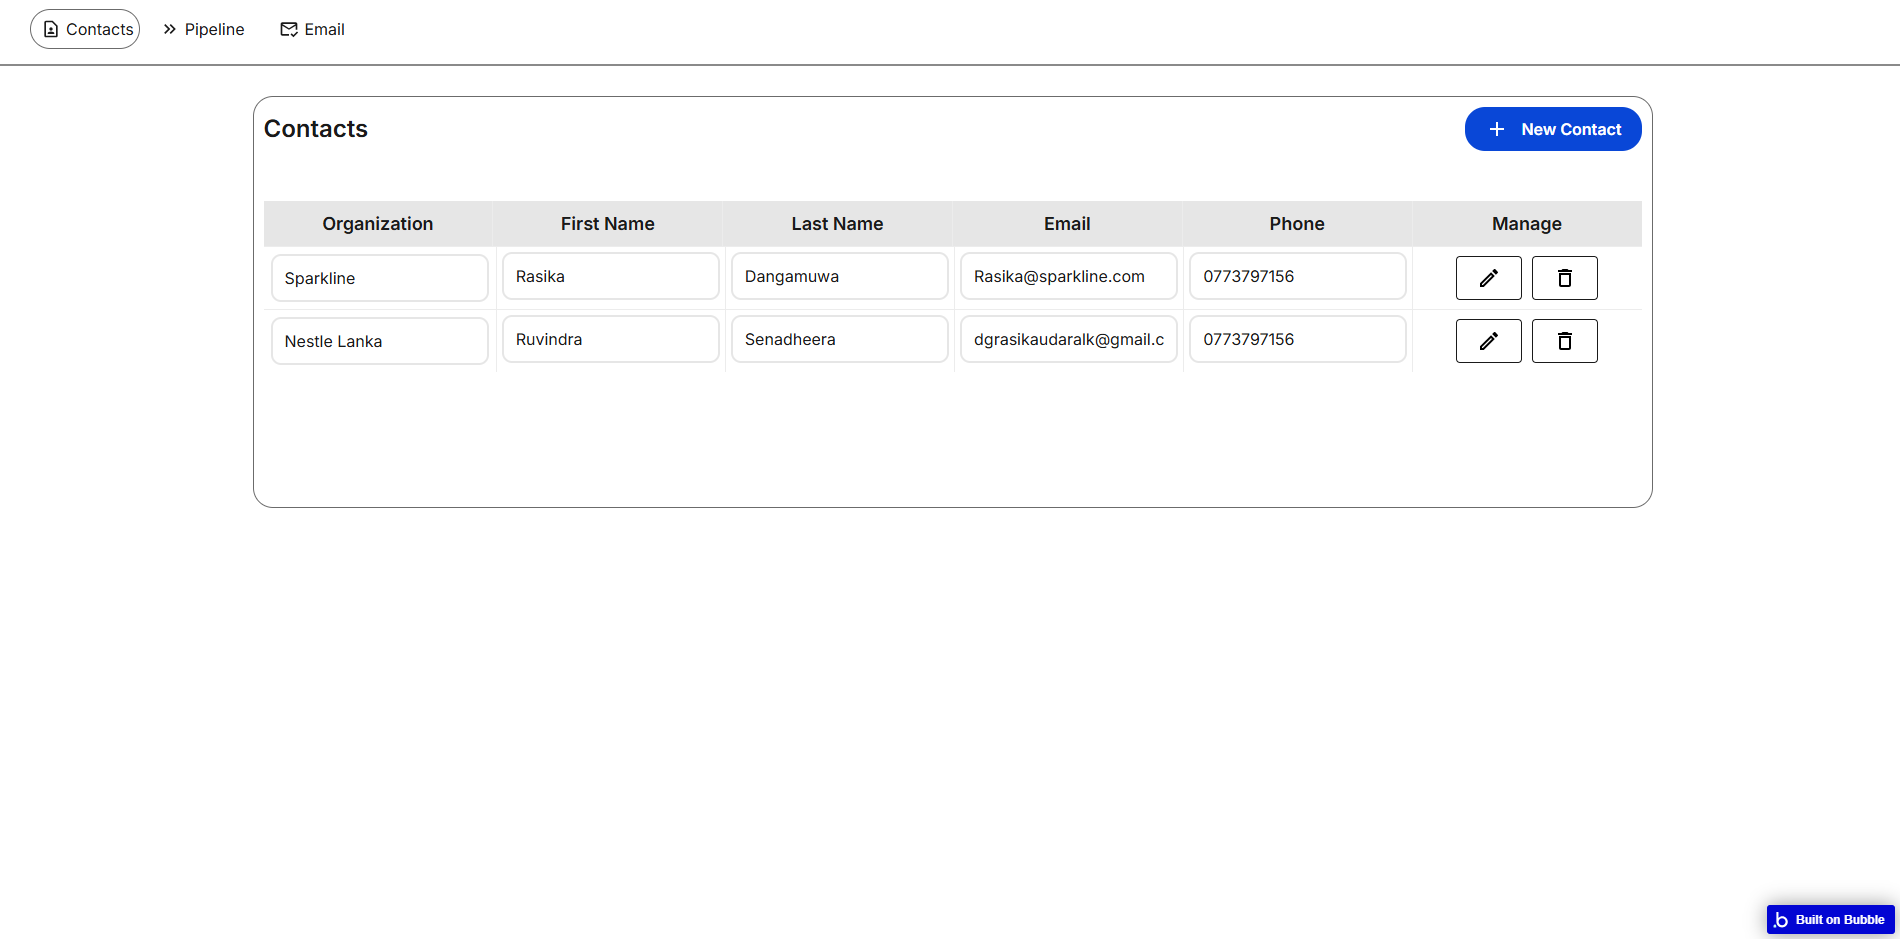 Contacts Pipeline Email
Contacts
New Contact
Organization First Name Last Name Email Phone Manage
Sparkline Rasika Dangamuwa Rasika@sparkline.com 0773797156
Nestle Lanka Ruvindra Senadheera dgrasikaudaralk@gmail.c 0773797156
Built on Bubble